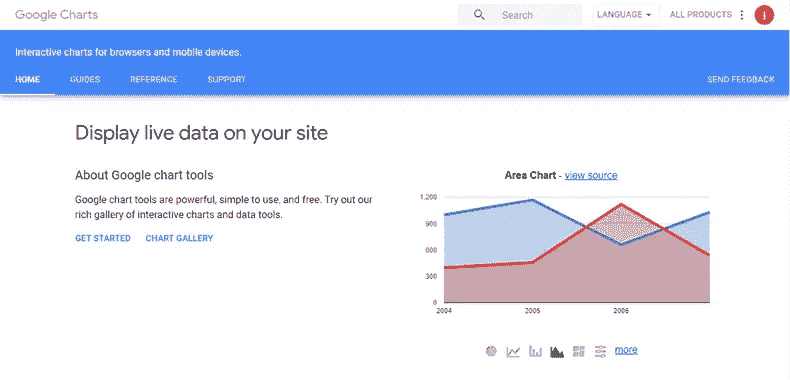 Google Charts
Search
LANGUAGE
ALL PRODUCTS
Interactive charts for browsers and mobile devices.
HOME
GUIDES
REFERENCE
SUPPORT
SEND FEEDBACK
Display live data on your site
About Google chart tools
Google chart tools are powerful, simple to use, and free. Try out our
rich gallery of interactive charts and data tools.
GET STARTED
CHART GALLERY
Area Chart - view source
1,200
900
600
300
0
2004
2005
2006
more